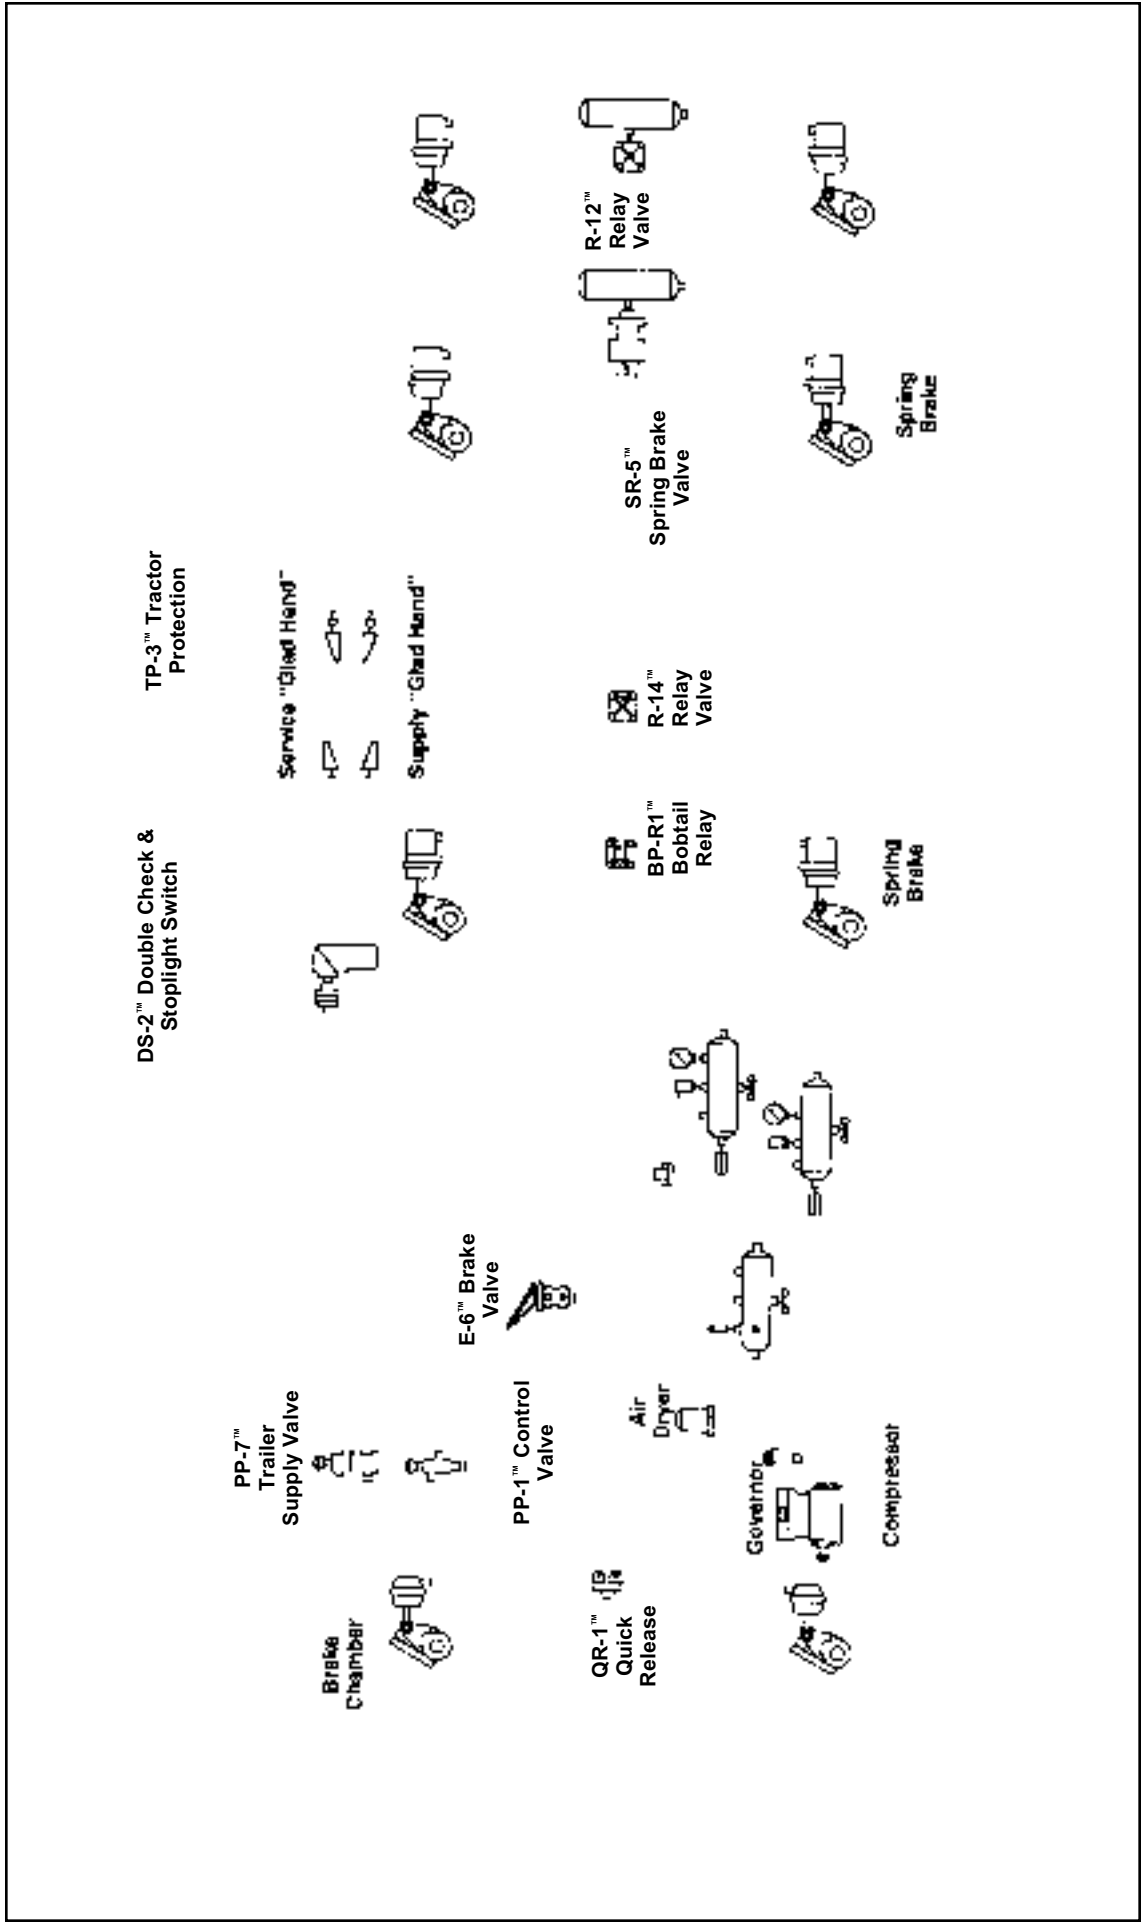 TP-3™ Tractor
Protection
DS-2™ Double Check &
Stoplight Switch
PP-7™
Trailer
Supply Valve
Service "Glad Hand"
Supply "Glad Hand"
Brake
Chamber
E-6™ Brake
Valve
PP-1™ Control
Valve
QR-1™
Quick
Release
Air
Dryer
BP-R1™
Bobtail
Relay
R-14™
Relay
Valve
SR-5™
Spring Brake
Valve
R-12™
Relay
Valve
Governor
Compressor
Spring
Brake
Spring
Brake